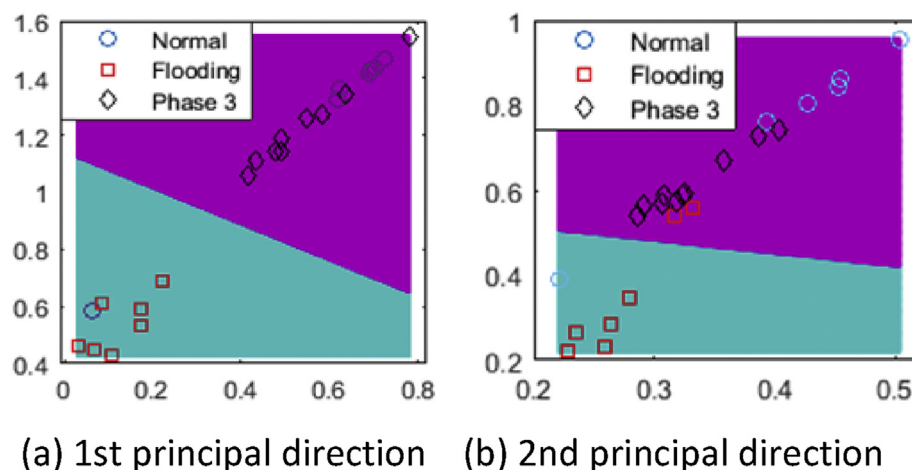 1.6
1.4
1.2
1
0.8
0.6
0.4
0
0.2
0.4
0.6
0.8
Normal
Flooding
Phase 3
(a) 1st principal direction
1
0.8
0.6
0.4
0.2
0.2
0.3
0.4
0.5
Normal
Flooding
Phase 3
(b) 2nd principal direction